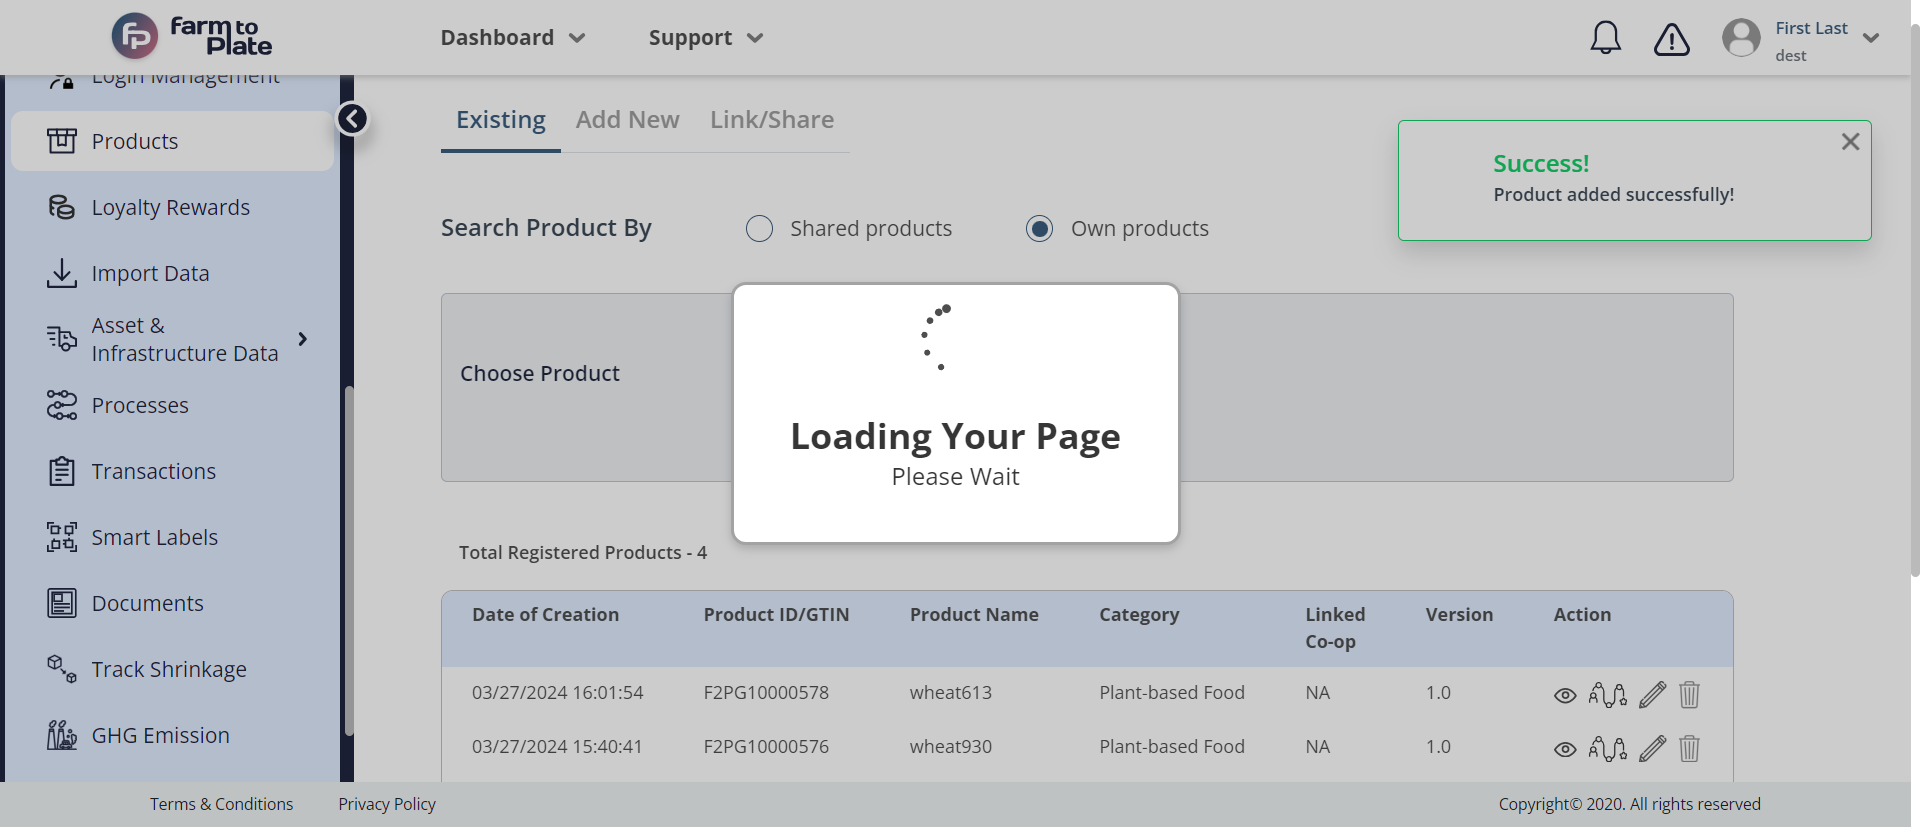 Farm to Plate
Dashboard
Support
First Last
dest
Login Management
Products
Loyalty Rewards
Import Data
Asset &
Infrastructure Data
Processes
Transactions
Smart Labels
Documents
Track Shrinkage
GHG Emission
Existing
Add New
Link/Share
Success!
Product added successfully!
Search Product By
Shared products
Own products
Choose Product
Loading Your Page
Please Wait
Total Registered Products - 4
Date of Creation Product ID/GTIN Product Name Category Linked Co-op Version Action
03/27/2024 16:01:54 F2PG10000578 wheat613 Plant-based Food NA 1.0
03/27/2024 15:40:41 F2PG10000576 wheat930 Plant-based Food NA 1.0
Terms & Conditions
Privacy Policy
Copyright© 2020. All rights reserved